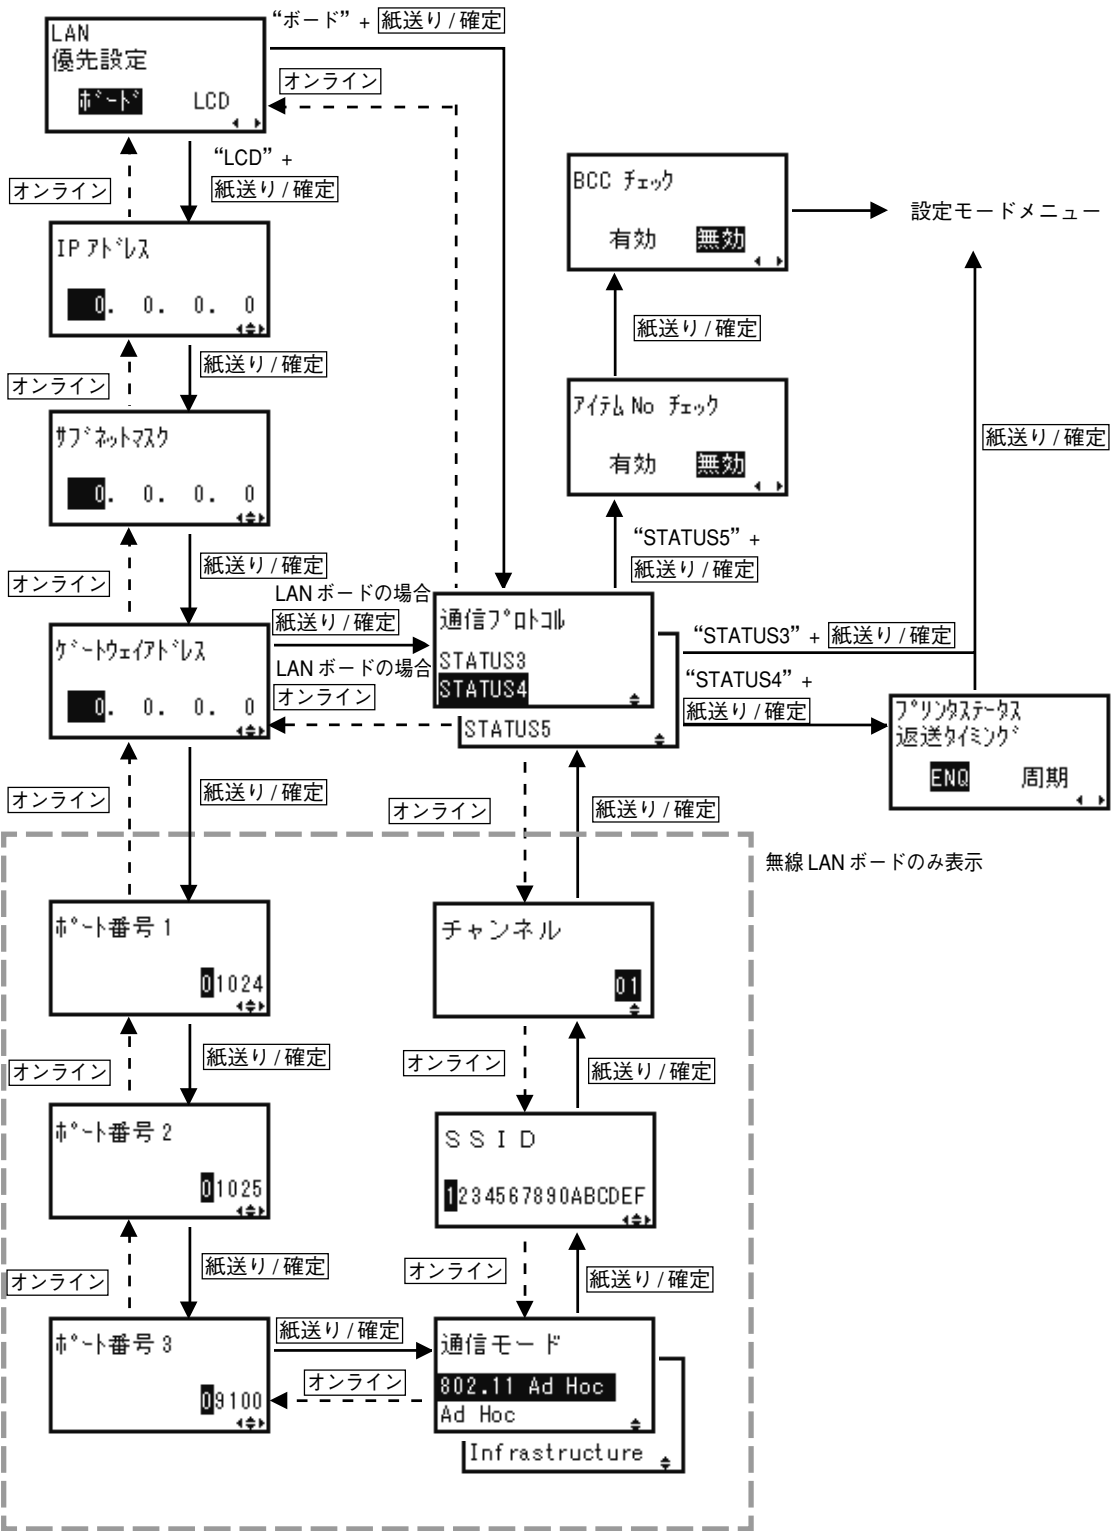 LAN
優先設定
ボード LCD
“ボード” + 紙送り / 確定
オンライン
オンライン
“LCD” +
紙送り / 確定
IP アドレス
0. 0. 0. 0
オンライン
紙送り / 確定
サブネットマスク
0. 0. 0. 0
オンライン
紙送り / 確定
ゲートウェイアドレス
0. 0. 0. 0
LAN ボードの場合
紙送り / 確定
LAN ボードの場合
オンライン
オンライン
紙送り / 確定
BCC チェック
有効 無効
設定モードメニュー
紙送り / 確定
アイテム No チェック
有効 無効
紙送り / 確定
“STATUS5” +
紙送り / 確定
通信プロトコル
STATUS3
STATUS4
STATUS5
“STATUS3” + 紙送り / 確定
“STATUS4” +
紙送り / 確定
プリンタステータス
返送タイミング
ENQ 周期
オンライン
紙送り / 確定
無線 LAN ボードのみ表示
ポート番号 1
01024
チャンネル
01
オンライン
紙送り / 確定
オンライン
紙送り / 確定
ポート番号 2
01025
SSID
1234567890ABCDEF
オンライン
紙送り / 確定
オンライン
紙送り / 確定
ポート番号 3
09100
紙送り / 確定
オンライン
通信モード
802.11 Ad Hoc
Ad Hoc
Infrastructure